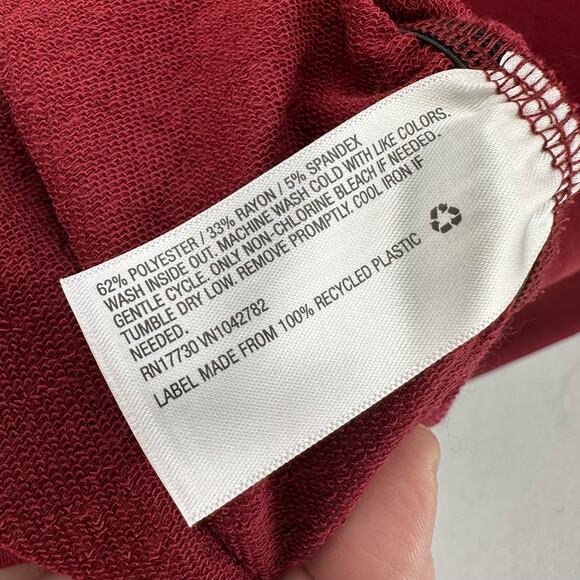 62% POLYESTER / 33% RAYON / 5% SPANDEX
WASH INSIDE OUT. MACHINE WASH COLD WITH LIKE COLORS.
GENTLE CYCLE. ONLY NON-CHLORINE BLEACH IF NEEDED.
TUMBLE DRY LOW. REMOVE PROMPTLY. COOL IRON IF
NEEDED.
RN17730 VN1042782
LABEL MADE FROM 100% RECYCLED PLASTIC